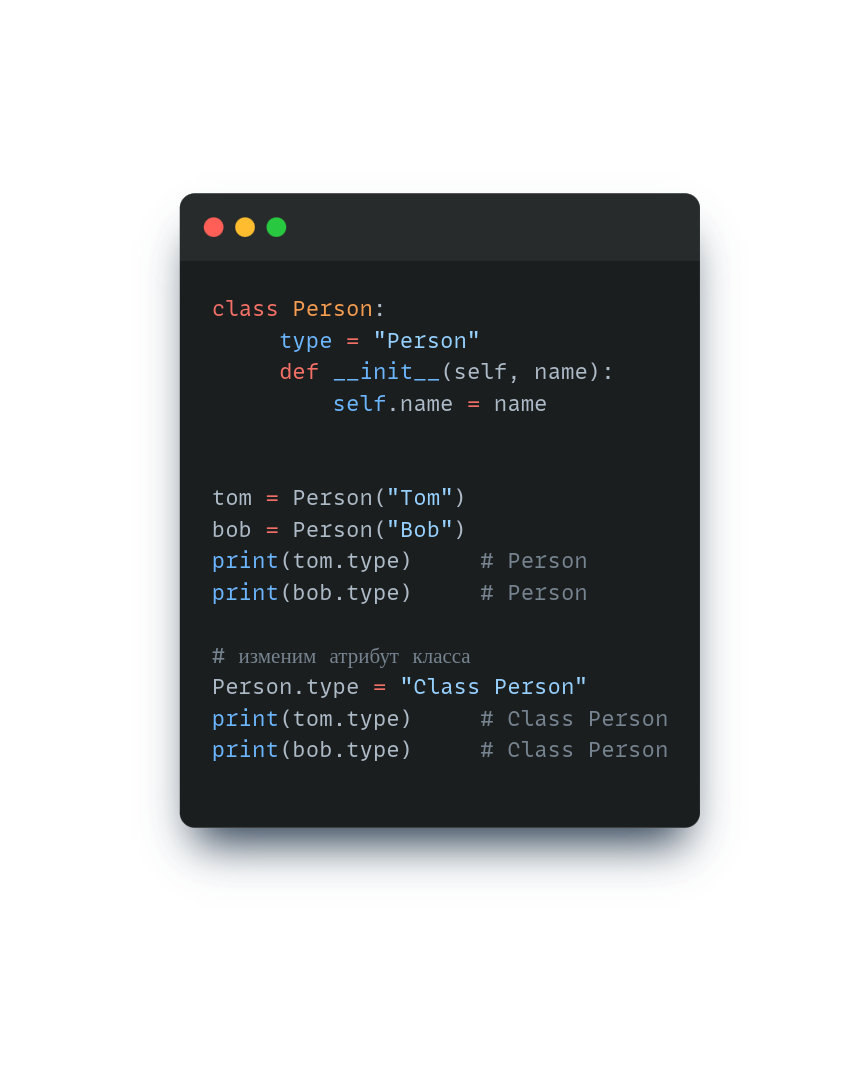 class Person:
     type = "Person"
     def __init__(self, name):
         self.name = name
tom = Person("Tom")
bob = Person("Bob")
print(tom.type)     # Person
print(bob.type)     # Person
# изменим атрибут класса
Person.type = "Class Person"
print(tom.type)     # Class Person
print(bob.type)     # Class Person